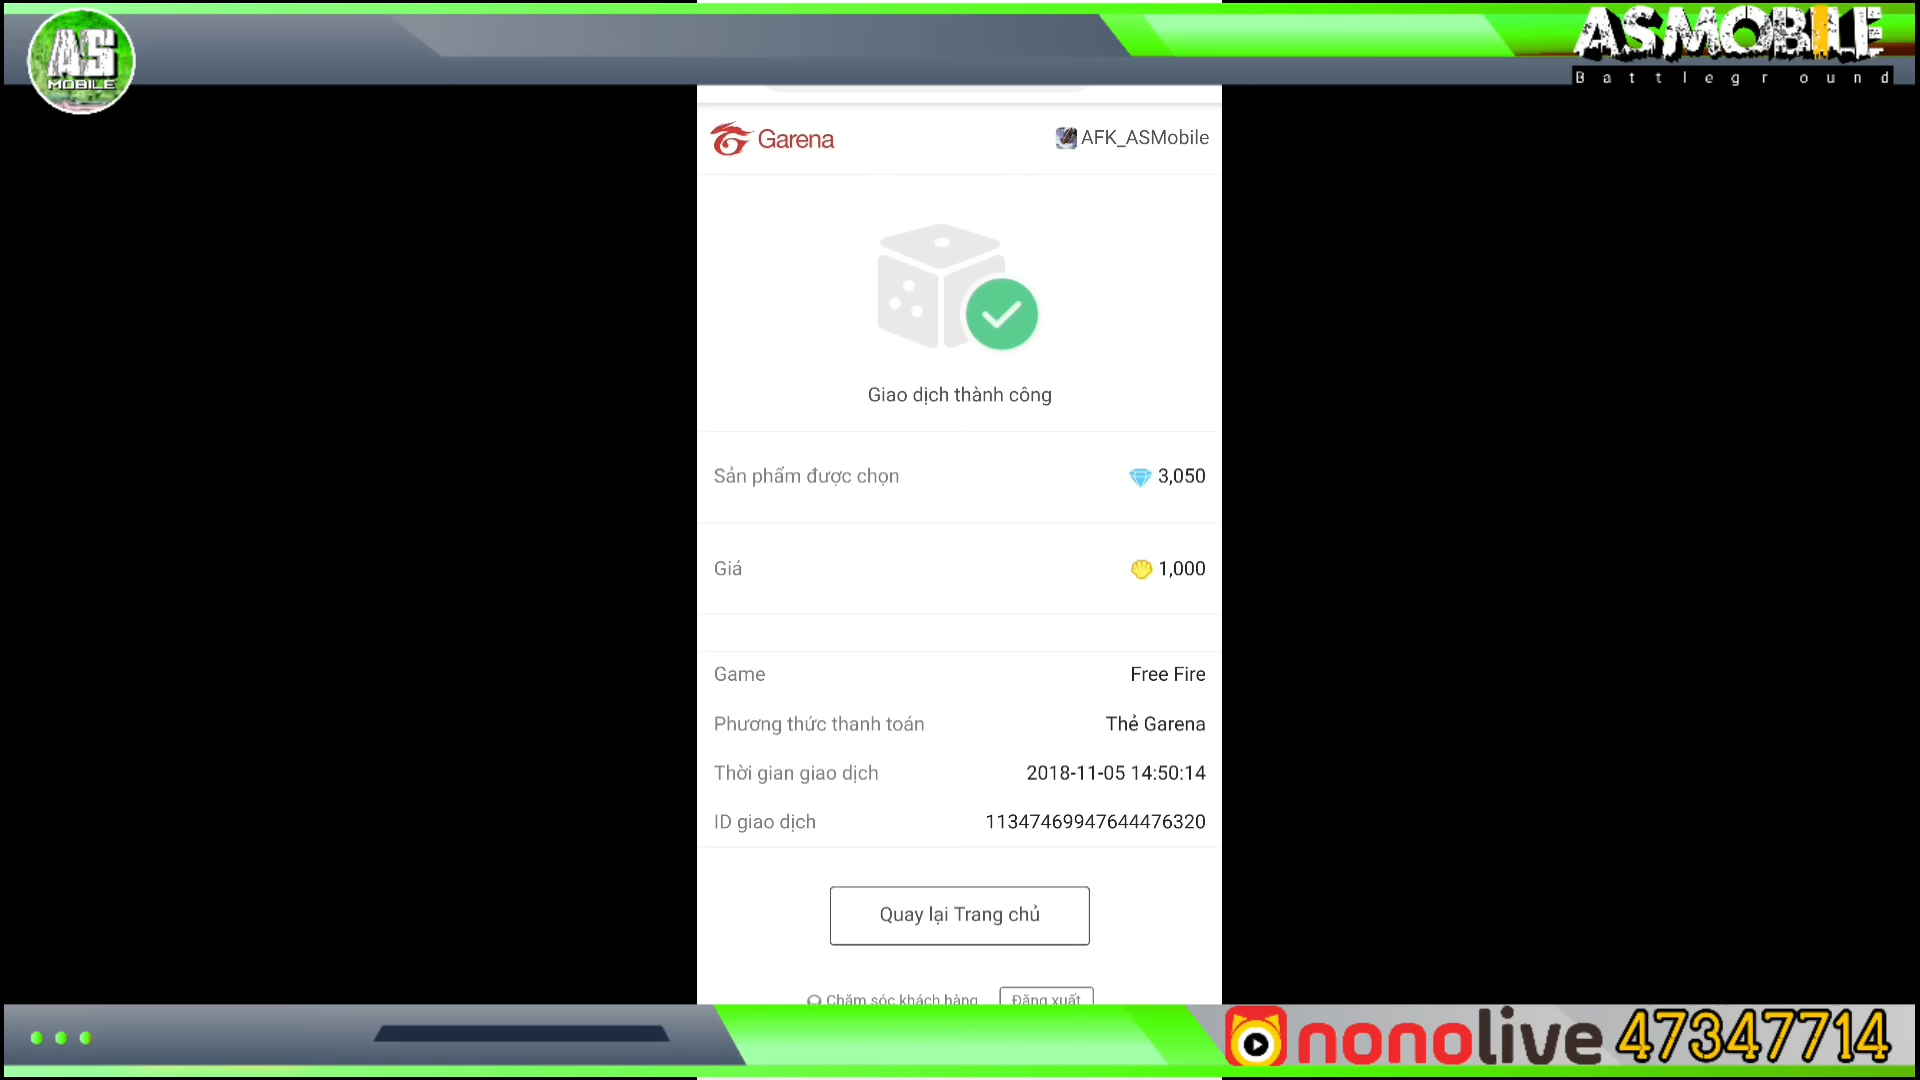 AS
MOBILE
ASMOBILE
Battleground
Garena
AFK_ASMobile
Giao dịch thành công
Sản phẩm được chọn
3,050
Giá
1,000
Game
Free Fire
Phương thức thanh toán
Thẻ Garena
Thời gian giao dịch
2018-11-05 14:50:14
ID giao dịch
11347469947644476320
Quay lại Trang chủ
Chăm sóc khách hàng
Đăng xuất
nonolive 47347714